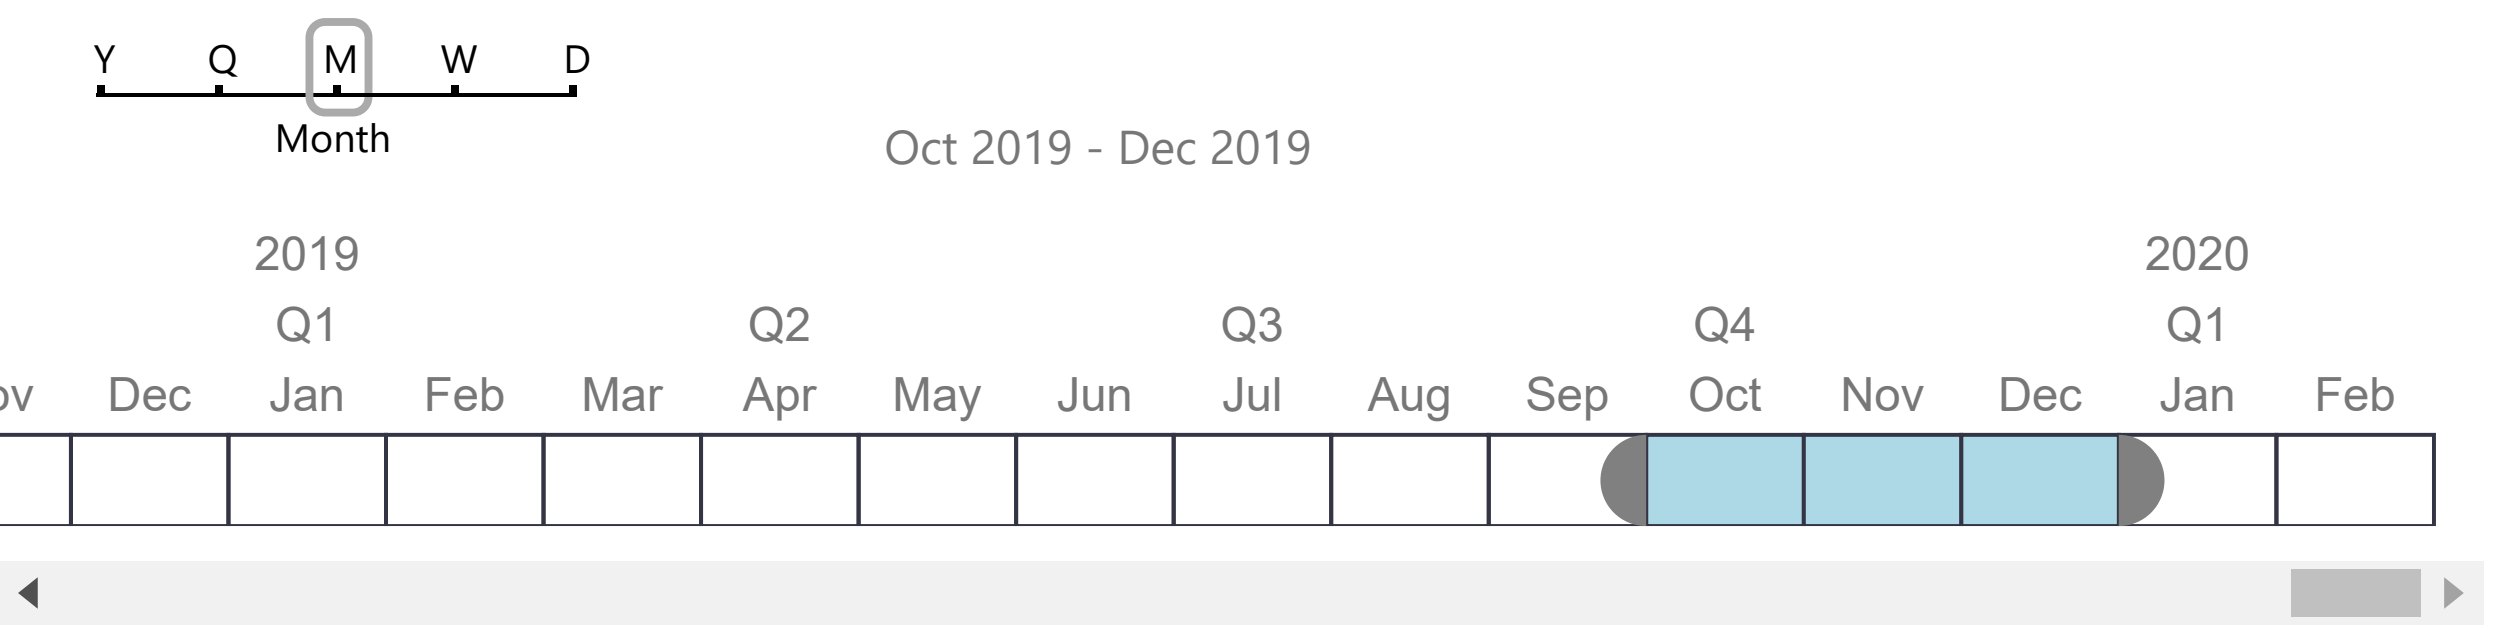 Y Q M W D
Month
Oct 2019 - Dec 2019
2019 2020
Q1 Q2 Q3 Q4 Q1
Dec Jan Feb Mar Apr May Jun Jul Aug Sep Oct Nov Dec Jan Feb